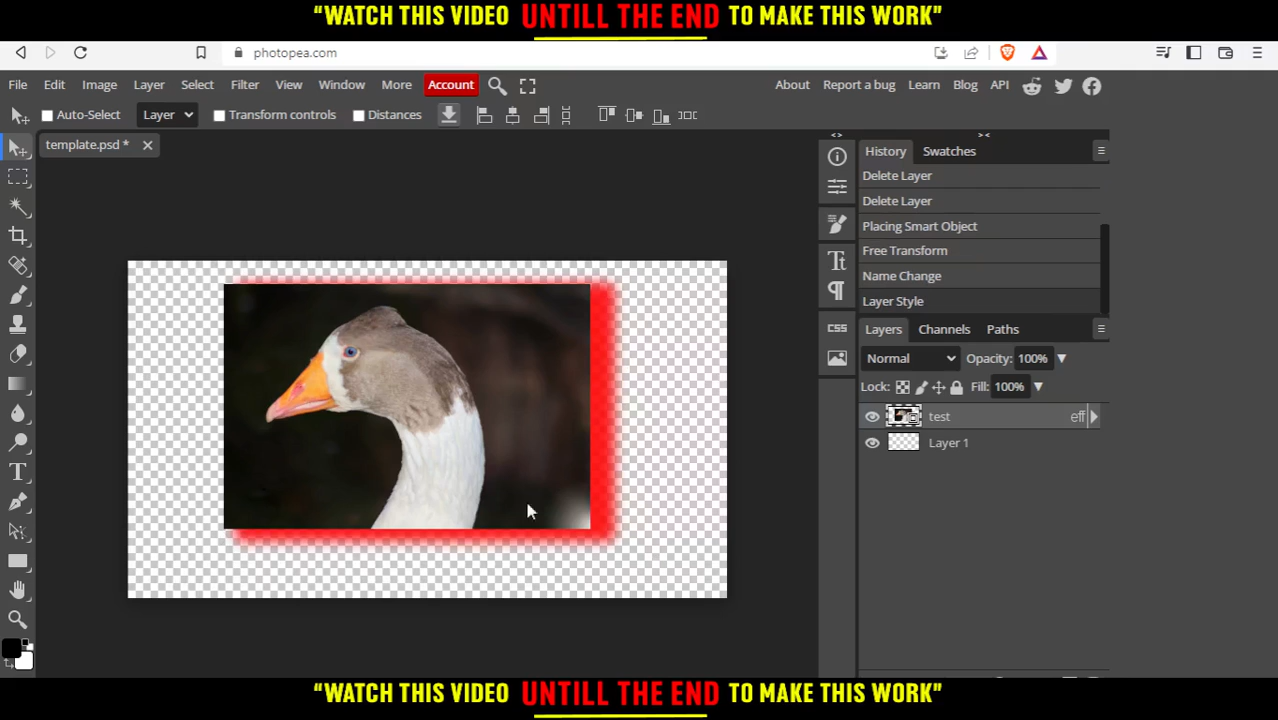 “WATCH THIS VIDEO UNTILL THE END TO MAKE THIS WORK”
photopea.com
File Edit Image Layer Select Filter View Window More Account About Report a bug Learn Blog API
Auto-Select Layer Transform controls Distances
template.psd *
History Swatches
Delete Layer
Delete Layer
Placing Smart Object
Free Transform
Name Change
Layer Style
CSS
Layers Channels Paths
Normal Opacity: 100%
Lock: Fill: 100%
test eff
Layer 1
“WATCH THIS VIDEO UNTILL THE END TO MAKE THIS WORK”